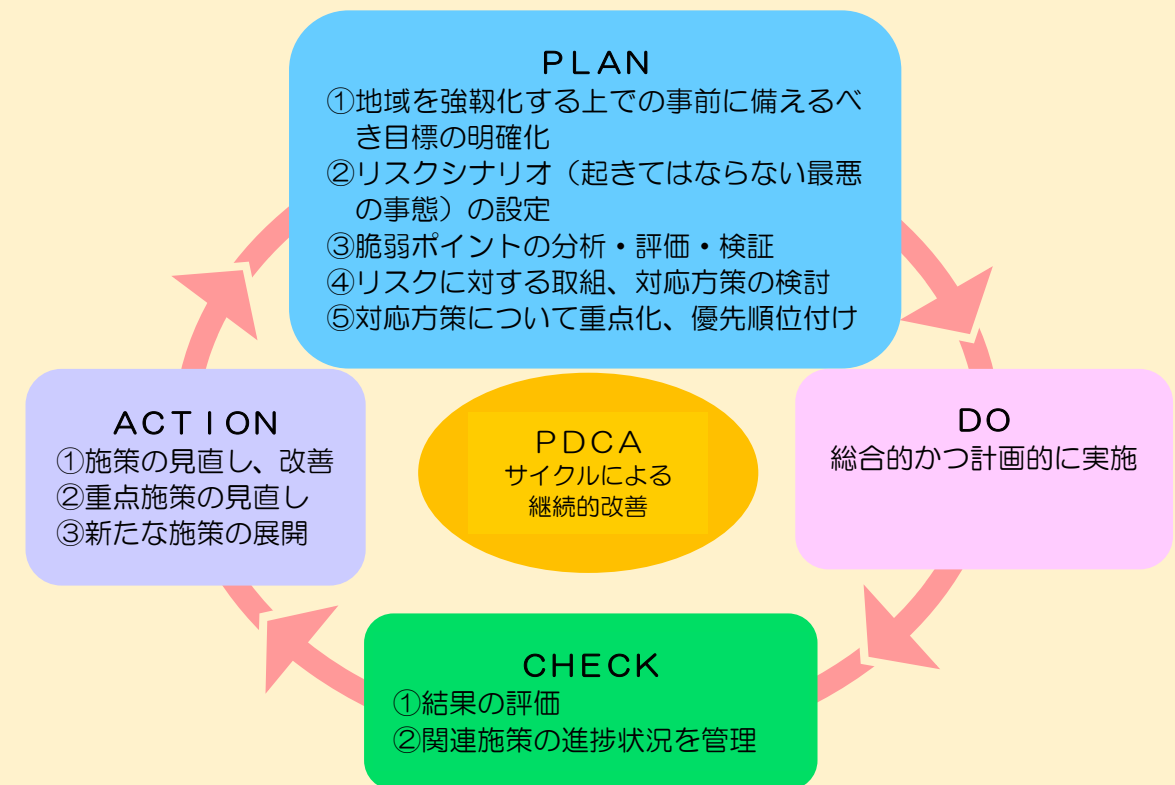 PLAN
①地域を強靱化する上での事前に備えるべ
き目標の明確化
②リスクシナリオ（起きてはならない最悪
の事態）の設定
③脆弱ポイントの分析・評価・検証
④リスクに対する取組、対応方策の検討
⑤対応方策について重点化、優先順位付け
ACTION
①施策の見直し、改善
②重点施策の見直し
③新たな施策の展開
PDCA
サイクルによる
継続的改善
DO
総合的かつ計画的に実施
CHECK
①結果の評価
②関連施策の進捗状況を管理